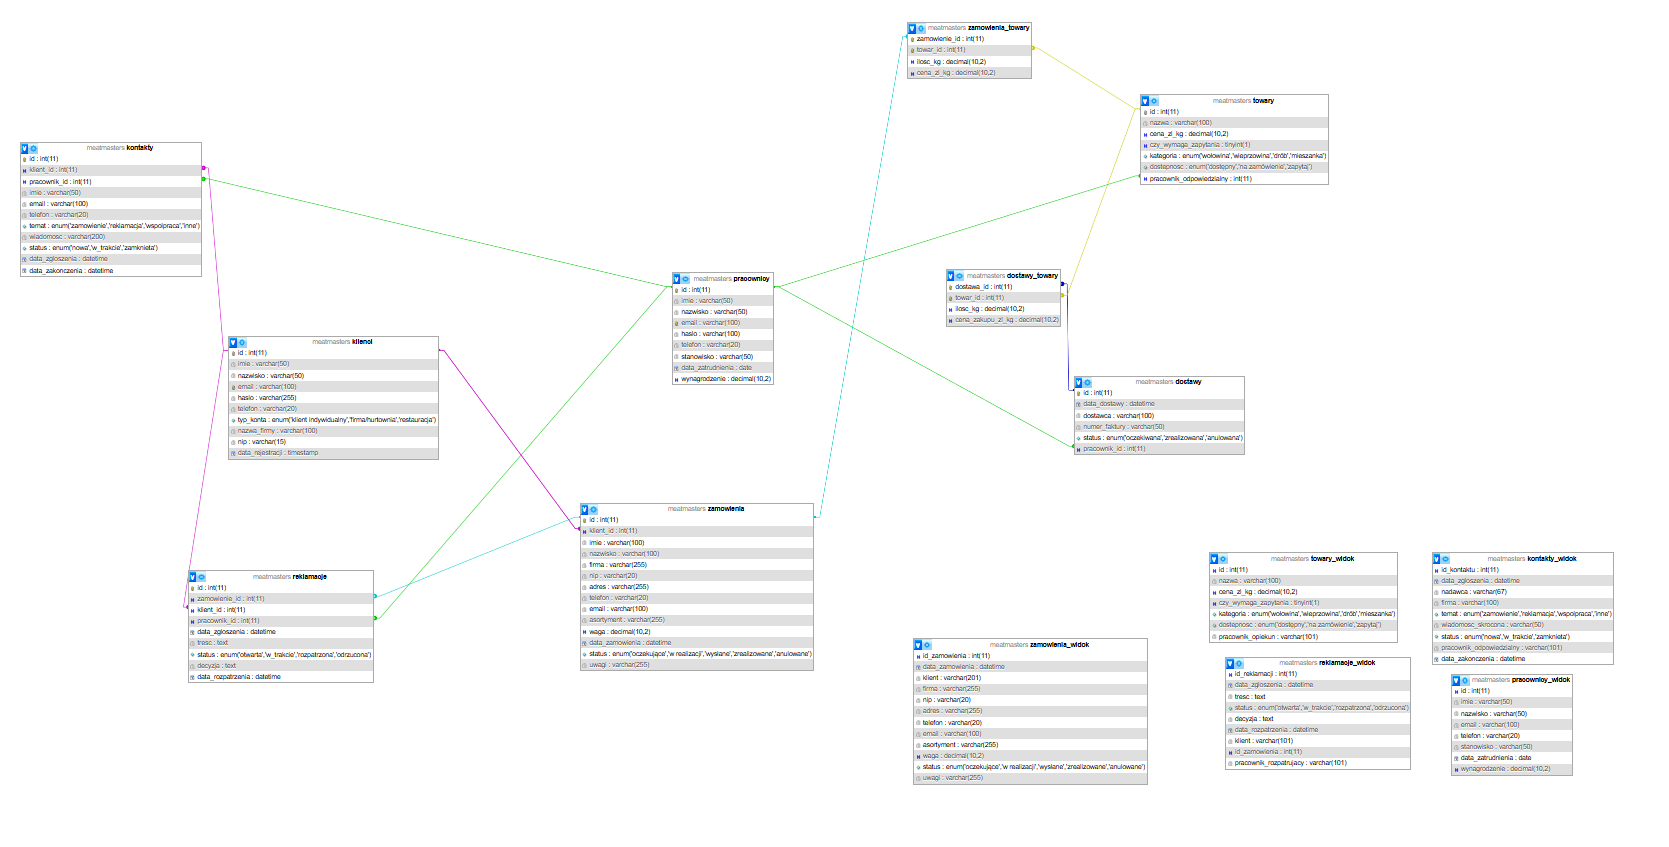 meatmasters zamowienia_towary
zamowienie_id : int(11)
towar_id : int(11)
ilosc_kg : decimal(10,2)
cena_zl_kg : decimal(10,2)
meatmasters towary
id : int(11)
nazwa : varchar(100)
cena_zl_kg : decimal(10,2)
czy_wymaga_zapytania : tinyint(1)
kategoria : enum('wołowina','wieprzowina','drób','mieszanka')
dostepnosc : enum('dostępny','na zamówienie','zapytaj')
pracownik_odpowiedzialny : int(11)
meatmasters kontakty
id : int(11)
klient_id : int(11)
pracownik_id : int(11)
imie : varchar(50)
email : varchar(100)
telefon : varchar(20)
temat : enum('zamowienie','reklamacja','wspolpraca','inne')
wiadomosc : varchar(200)
status : enum('nowa','w_trakcie','zamknieta')
data_zgloszenia : datetime
data_zakonczenia : datetime
meatmasters pracownicy
id : int(11)
imie : varchar(50)
nazwisko : varchar(50)
email : varchar(100)
haslo : varchar(100)
telefon : varchar(20)
stanowisko : varchar(50)
data_zatrudnienia : date
wynagrodzenie : decimal(10,2)
meatmasters dostawy_towary
dostawa_id : int(11)
towar_id : int(11)
ilosc_kg : decimal(10,2)
cena_zakupu_zl_kg : decimal(10,2)
meatmasters klienci
id : int(11)
imie : varchar(50)
nazwisko : varchar(50)
email : varchar(100)
haslo : varchar(255)
telefon : varchar(20)
typ_konta : enum('klient indywidualny','firma/hurtownia','restauracja')
nazwa_firmy : varchar(100)
nip : varchar(15)
data_rejestracji : timestamp
meatmasters dostawy
id : int(11)
data_dostawy : datetime
dostawca : varchar(100)
numer_faktury : varchar(50)
status : enum('oczekiwana','zrealizowana','anulowana')
pracownik_id : int(11)
meatmasters zamowienia
id : int(11)
klient_id : int(11)
imie : varchar(100)
nazwisko : varchar(100)
firma : varchar(255)
nip : varchar(20)
adres : varchar(255)
telefon : varchar(20)
email : varchar(100)
asortyment : varchar(255)
waga : decimal(10,2)
data_zamowienia : datetime
status : enum('oczekujące','w realizacji','wysłane','zrealizowane','anulowane')
uwagi : varchar(255)
meatmasters reklamacje
id : int(11)
zamowienie_id : int(11)
klient_id : int(11)
pracownik_id : int(11)
data_zgloszenia : datetime
tresc : text
status : enum('otwarta','w_trakcie','rozpatrzona','odrzucona')
decyzja : text
data_rozpatrzenia : datetime
meatmasters towary_widok
id : int(11)
nazwa : varchar(100)
cena_zl_kg : decimal(10,2)
czy_wymaga_zapytania : tinyint(1)
kategoria : enum('wołowina','wieprzowina','drób','mieszanka')
dostepnosc : enum('dostępny','na zamówienie','zapytaj')
pracownik_opiekun : varchar(101)
meatmasters kontakty_widok
id_kontaktu : int(11)
data_zgloszenia : datetime
nadawca : varchar(67)
firma : varchar(100)
temat : enum('zamowienie','reklamacja','wspolpraca','inne')
wiadomosc_skrocona : varchar(50)
status : enum('nowa','w_trakcie','zamknieta')
pracownik_odpowiedzialny : varchar(101)
data_zakonczenia : datetime
meatmasters zamowienia_widok
id_zamowienia : int(11)
data_zamowienia : datetime
klient : varchar(201)
firma : varchar(255)
nip : varchar(20)
adres : varchar(255)
telefon : varchar(20)
email : varchar(100)
asortyment : varchar(255)
waga : decimal(10,2)
status : enum('oczekujące','w realizacji','wysłane','zrealizowane','anulowane')
uwagi : varchar(255)
meatmasters reklamacje_widok
id_reklamacji : int(11)
data_zgloszenia : datetime
tresc : text
status : enum('otwarta','w_trakcie','rozpatrzona','odrzucona')
decyzja : text
data_rozpatrzenia : datetime
klient : varchar(101)
id_zamowienia : int(11)
pracownik_rozpatrujacy : varchar(101)
meatmasters pracownicy_widok
id : int(11)
imie : varchar(50)
nazwisko : varchar(50)
email : varchar(100)
telefon : varchar(20)
stanowisko : varchar(50)
data_zatrudnienia : date
wynagrodzenie : decimal(10,2)